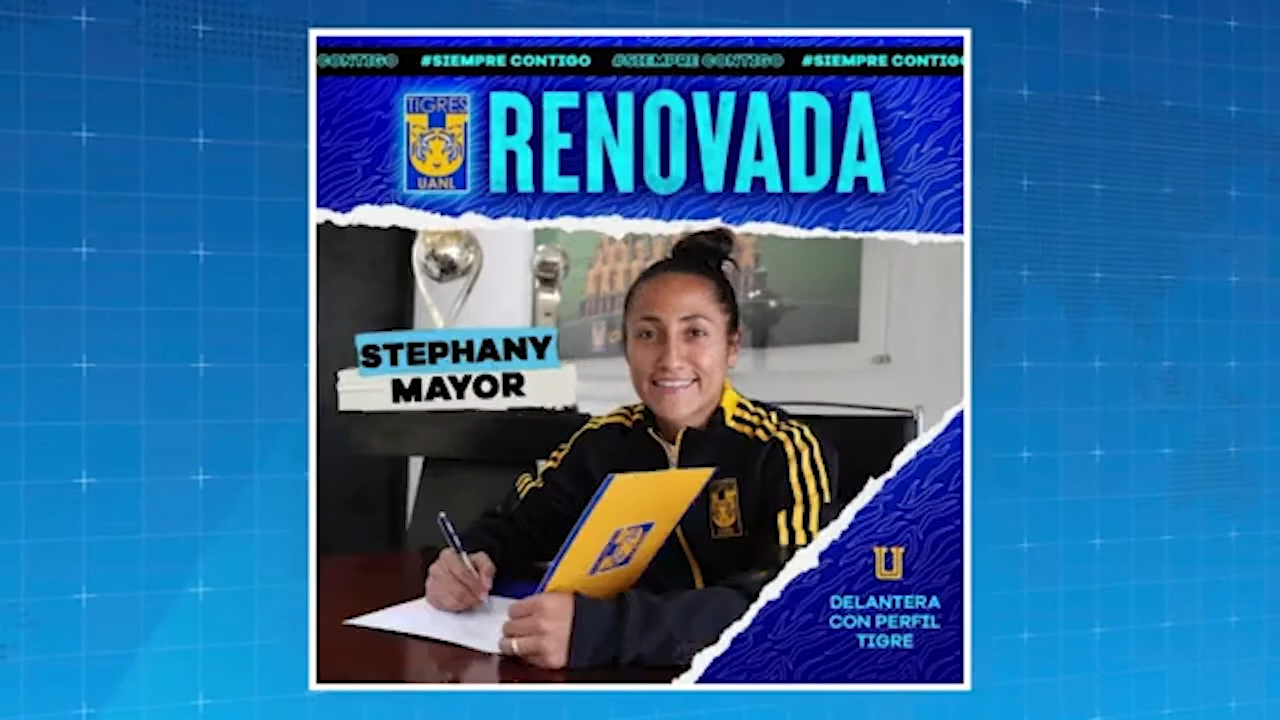 CONTIGO #SIEMPRE CONTIGO #SIEMPRE CONTIGO #SIEMPRE CONTIGO
TIGRES
UANL
RENOVADA
STEPHANY
MAYOR
U
DELANTERA
CON PERFIL
TIGRE